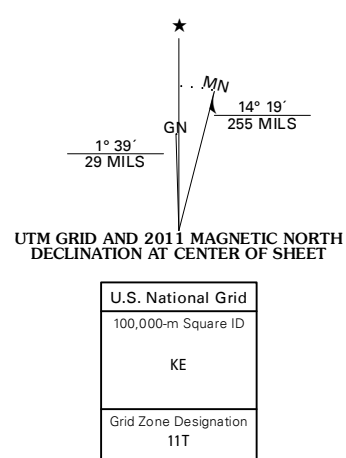 ★
MN
GN
14° 19´
255 MILS
1° 39´
29 MILS
UTM GRID AND 2011 MAGNETIC NORTH
DECLINATION AT CENTER OF SHEET
U.S. National Grid
100,000-m Square ID
KE
Grid Zone Designation
11T